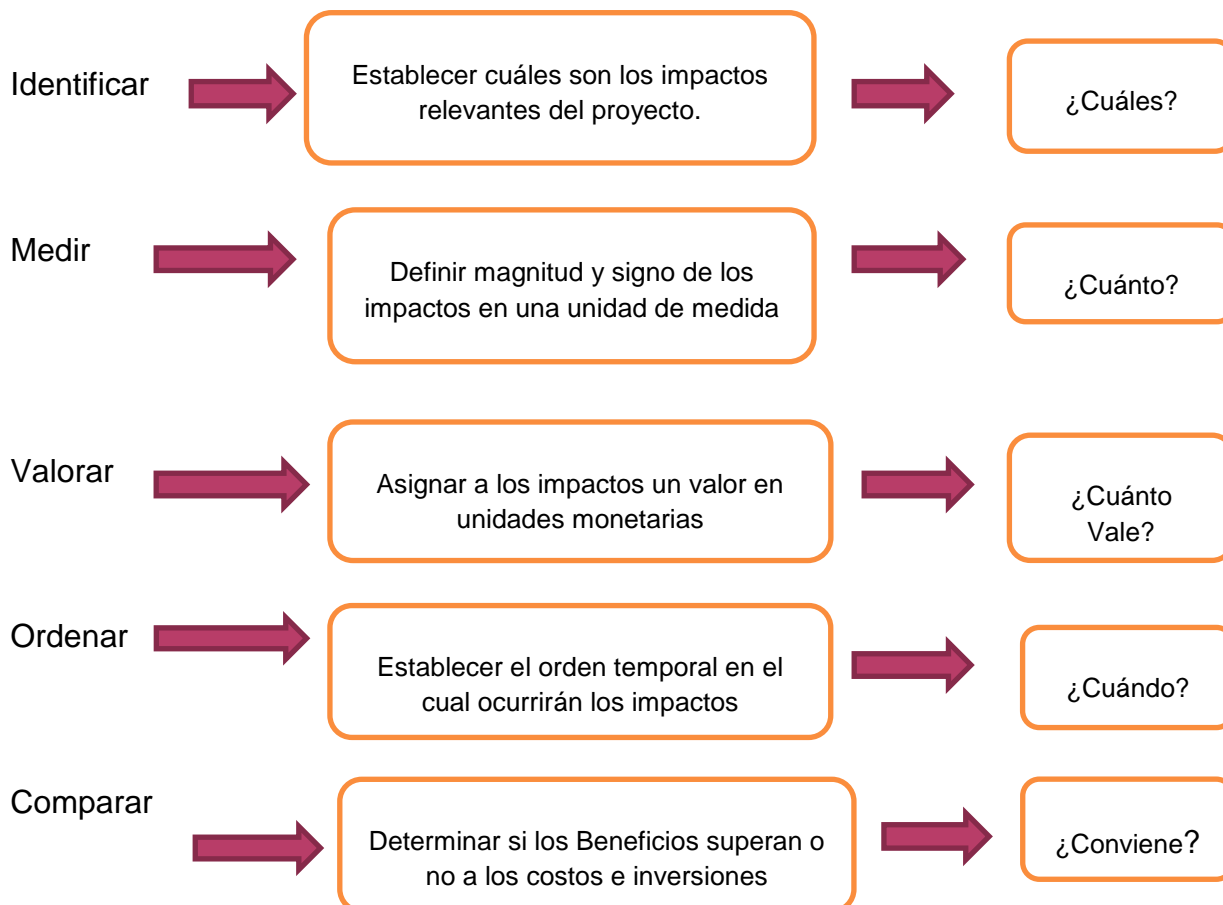 Identificar
Establecer cuáles son los impactos
relevantes del proyecto.
¿Cuáles?
Medir
Definir magnitud y signo de los
impactos en una unidad de medida
¿Cuánto?
Valorar
Asignar a los impactos un valor en
unidades monetarias
¿Cuánto
Vale?
Ordenar
Establecer el orden temporal en el
cual ocurrirán los impactos
¿Cuándo?
Comparar
Determinar si los Beneficios superan o
no a los costos e inversiones
¿Conviene?